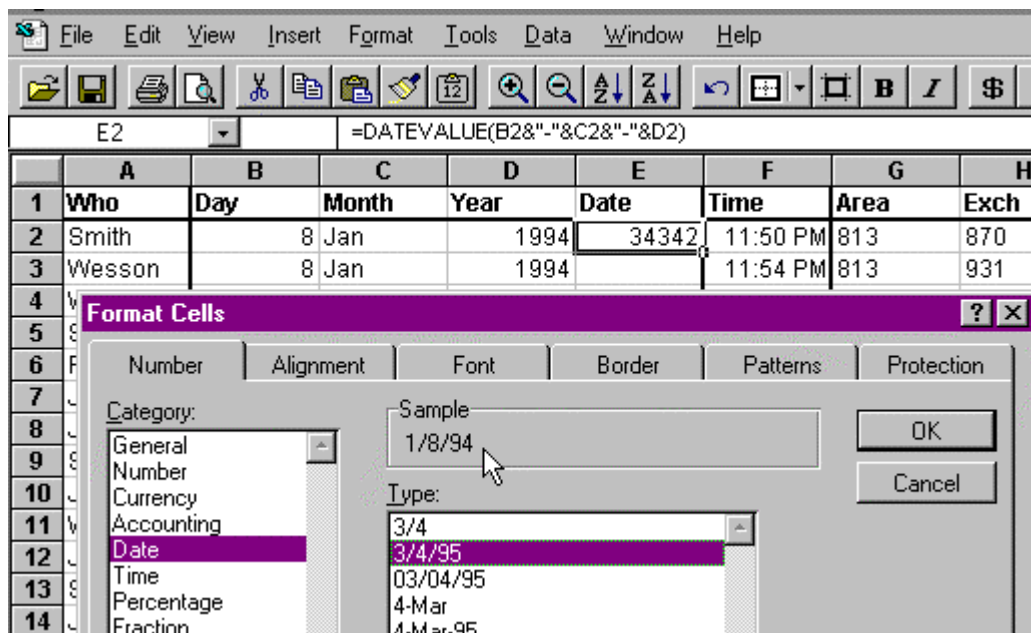 File Edit View Insert Format Tools Data Window Help
12 A Z Z A B I $
E2 =DATEVALUE(B2&"-"&C2&"-"&D2)
A B C D E F G H
1 Who Day Month Year Date Time Area Exch
2 Smith 8 Jan 1994 34342 11:50 PM 813 870
3 Wesson 8 Jan 1994 11:54 PM 813 931
4
Format Cells ? X
5
6 Number Alignment Font Border Patterns Protection
7
Category: Sample
8 General 1/8/94 OK
9 Number
10 Currency Type: Cancel
11 Accounting 3/4
12 Date 3/4/95
13 Time 03/04/95
Percentage 4-Mar
14 Fraction 4-Mar-95